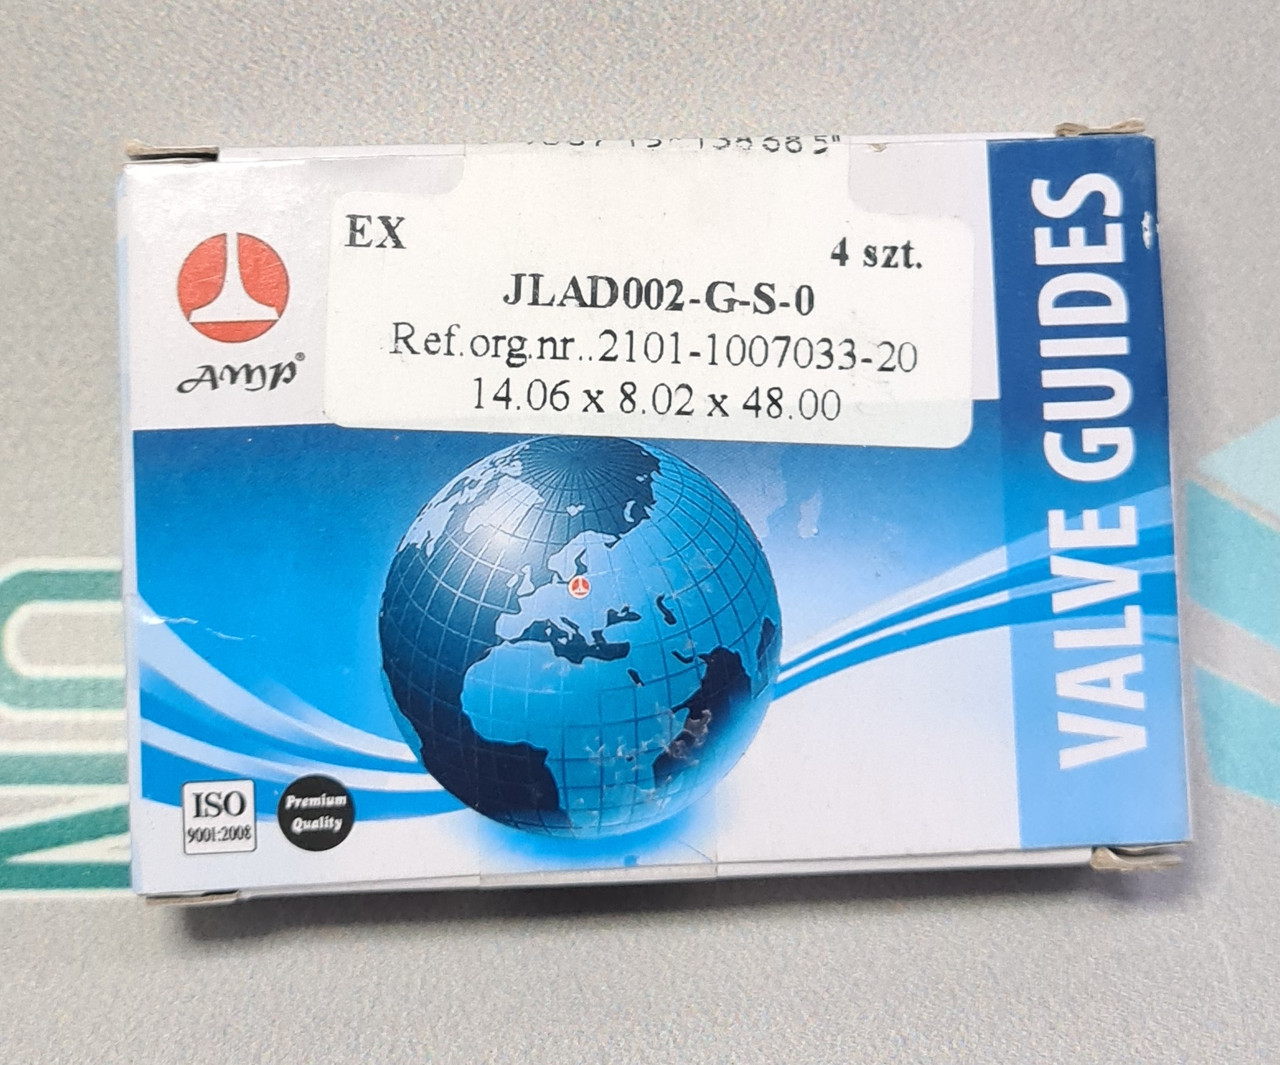 EX
4 szt.
JLAD002-G-S-0
Ref.org.nr..2101-1007033-20
14.06 x 8.02 x 48.00
AMP®
VALVE GUIDES
ISO
9001:2008
Premium
Quality